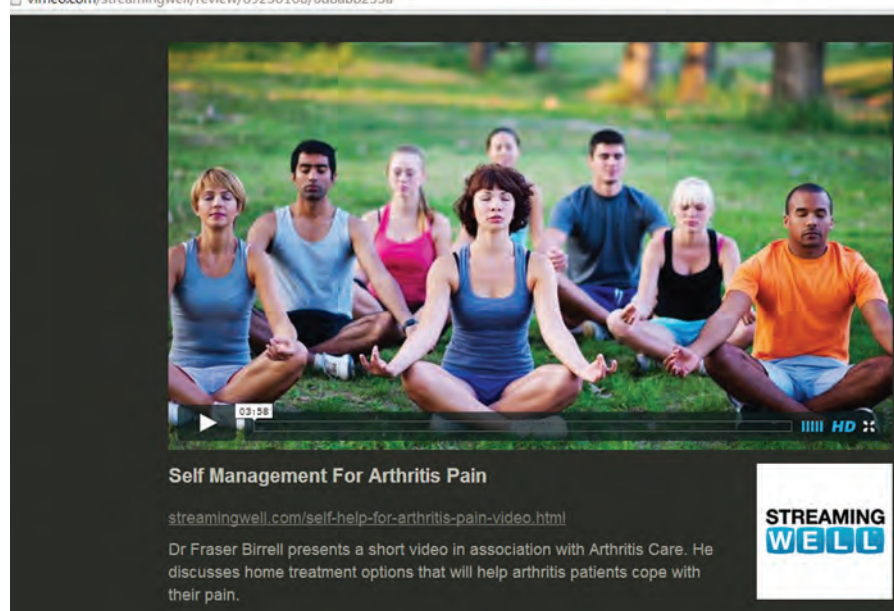 03:58
HD
Self Management For Arthritis Pain
streamingwell.com/self-help-for-arthritis-pain-video.html
STREAMING
WELL
Dr Fraser Birrell presents a short video in association with Arthritis Care. He
discusses home treatment options that will help arthritis patients cope with
their pain.